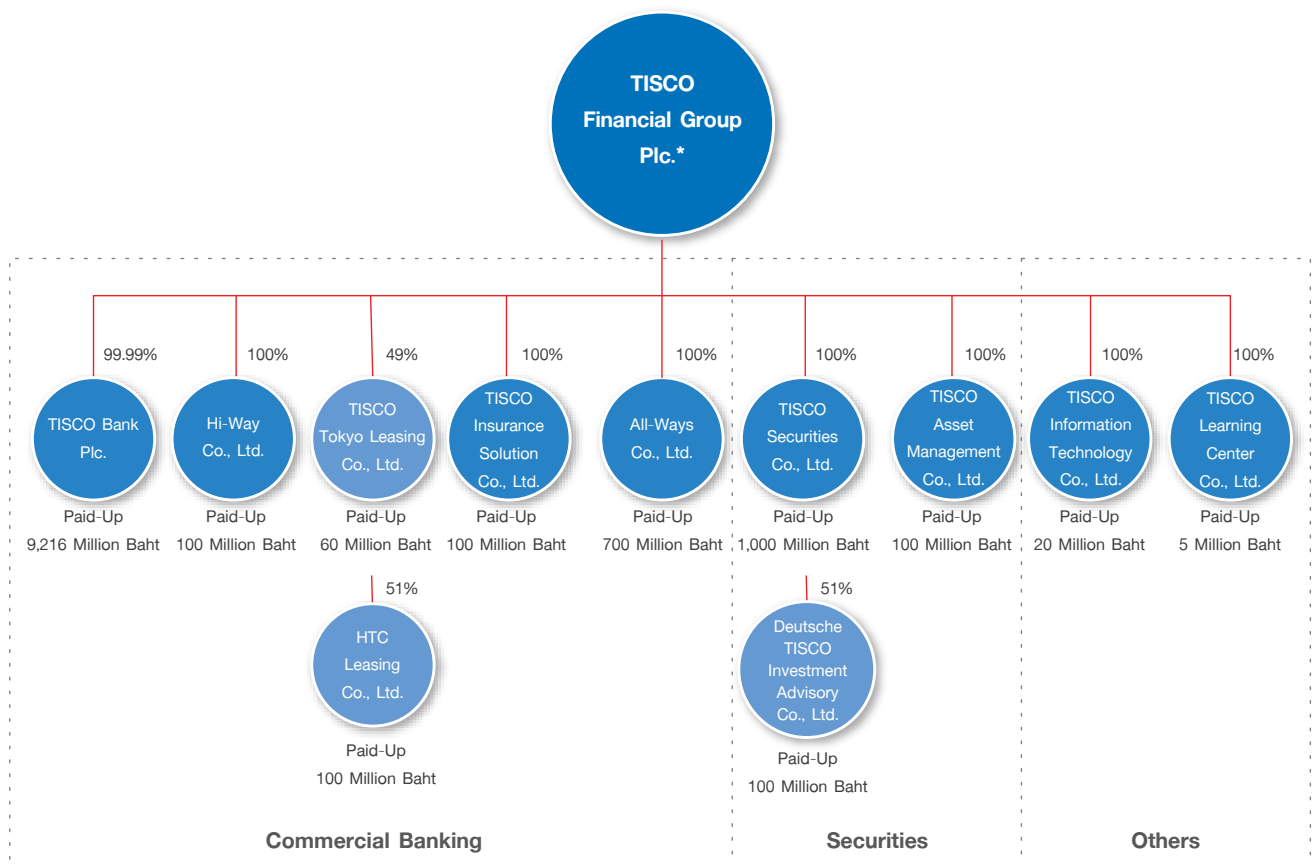 TISCO
Financial Group
Plc.*
99.99%
100%
49%
100%
100%
100%
100%
100%
100%
TISCO Bank
Plc.
Hi-Way
Co., Ltd.
TISCO
Tokyo Leasing
Co., Ltd.
TISCO
Insurance
Solution
Co., Ltd.
All-Ways
Co., Ltd.
TISCO
Securities
Co., Ltd.
TISCO
Asset
Management
Co., Ltd.
TISCO
Information
Technology
Co., Ltd.
TISCO
Learning
Center
Co., Ltd.
Paid-Up
9,216 Million Baht
Paid-Up
100 Million Baht
Paid-Up
60 Million Baht
Paid-Up
100 Million Baht
Paid-Up
700 Million Baht
Paid-Up
1,000 Million Baht
Paid-Up
100 Million Baht
Paid-Up
20 Million Baht
Paid-Up
5 Million Baht
51%
HTC
Leasing
Co., Ltd.
Paid-Up
100 Million Baht
51%
Deutsche
TISCO
Investment
Advisory
Co., Ltd.
Paid-Up
100 Million Baht
Commercial Banking
Securities
Others